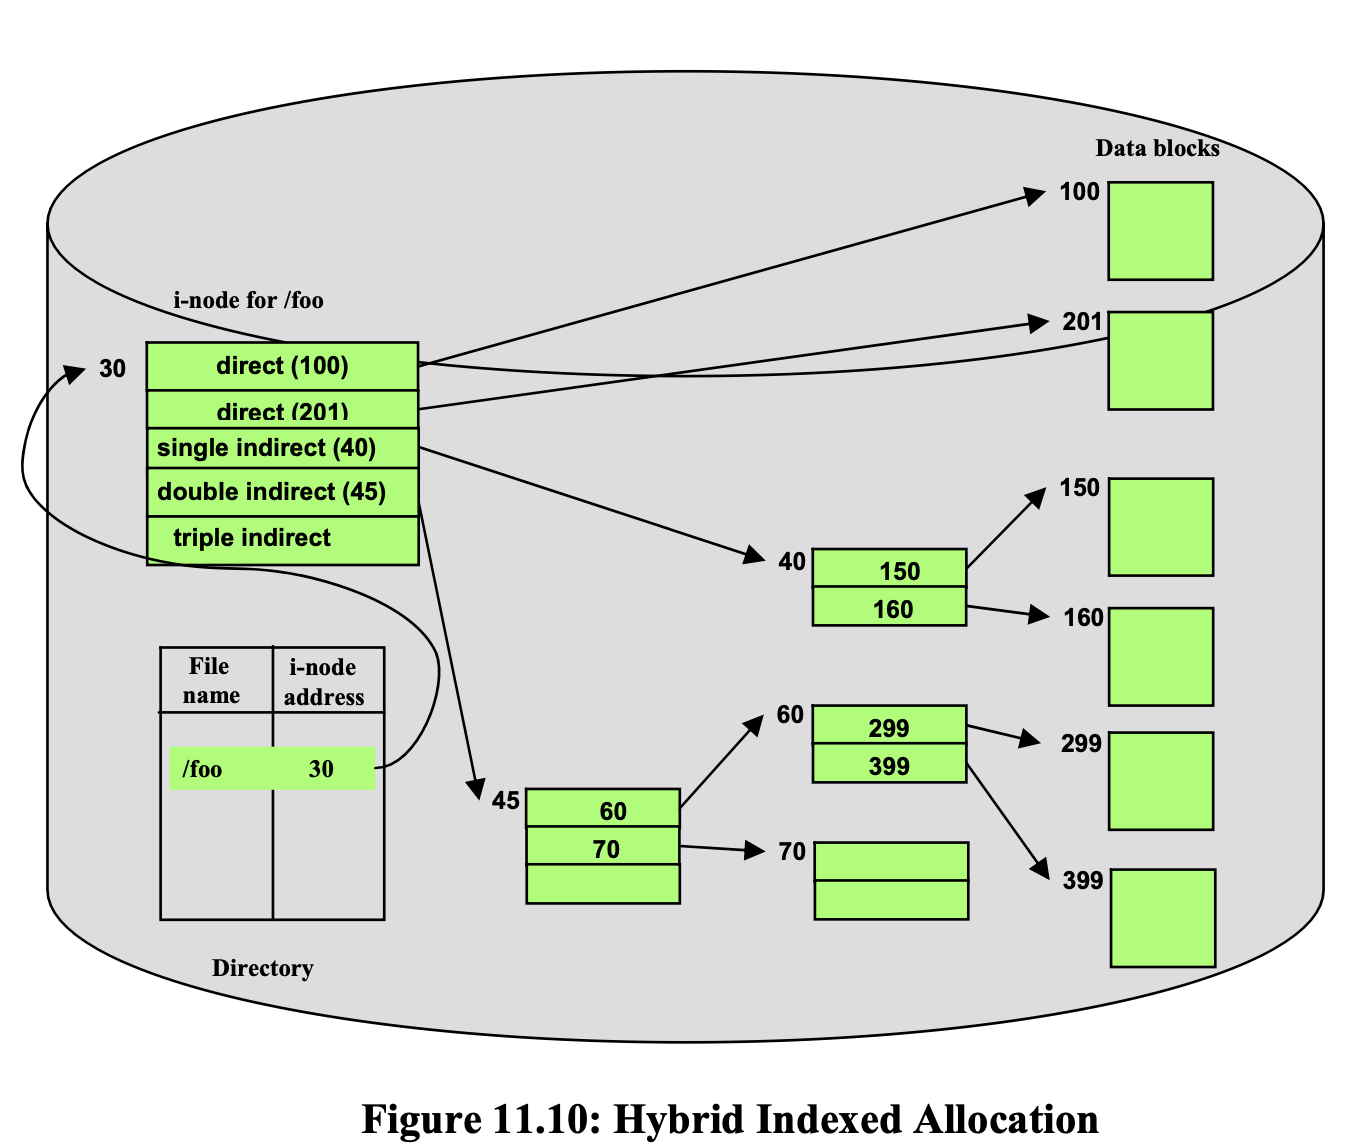 Data blocks
100
201
i-node for /foo
30
direct (100)
direct (201)
single indirect (40)
double indirect (45)
triple indirect
150
40
150
160
160
File name
i-node address
/foo 30
Directory
60
299
399
299
45
60
70
70
399
Figure 11.10: Hybrid Indexed Allocation